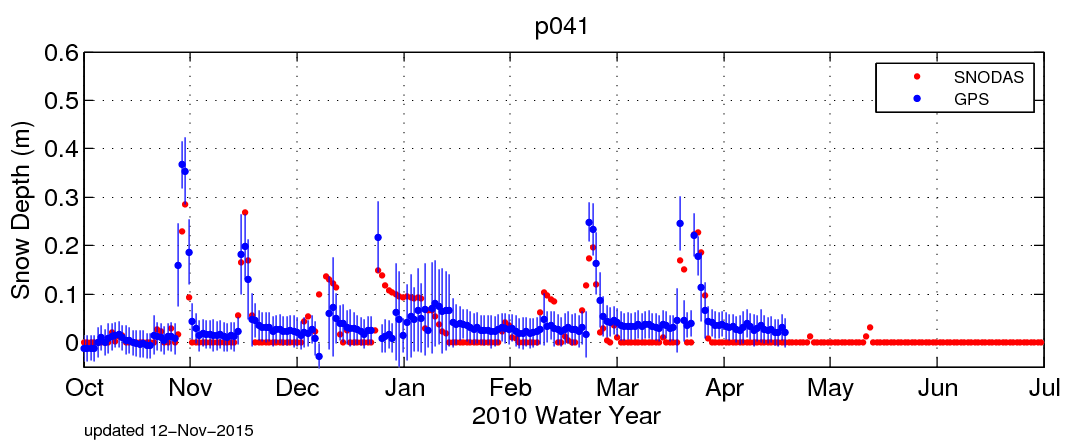 p041
0.6
0.5
0.4
0.3
0.2
0.1
0
Snow Depth (m)
SNODAS
GPS
Oct Nov Dec Jan Feb Mar Apr May Jun Jul
2010 Water Year
updated 12−Nov−2015